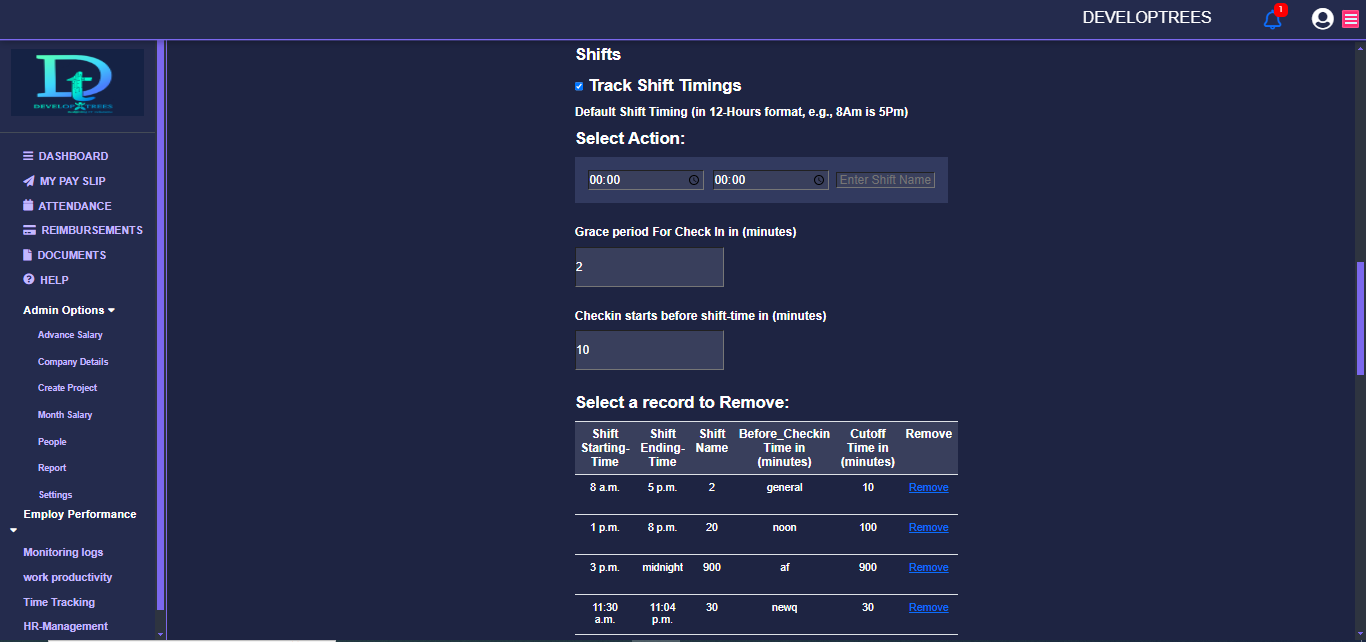 DEVELOPTREES
1
Dt
DEVELOPTREES
DASHBOARD
MY PAY SLIP
ATTENDANCE
REIMBURSEMENTS
DOCUMENTS
HELP
Admin Options
Advance Salary
Company Details
Create Project
Month Salary
People
Report
Settings
Employ Performance
Monitoring logs
work productivity
Time Tracking
HR-Management
Shifts
Track Shift Timings
Default Shift Timing (in 12-Hours format, e.g., 8Am is 5Pm)
Select Action:
00:00 00:00 Enter Shift Name
Grace period For Check In in (minutes)
2
Checkin starts before shift-time in (minutes)
10
Select a record to Remove:
Shift Shift Shift Before_Checkin Cutoff Remove
Starting- Ending- Name Time in Time in
Time Time (minutes) (minutes)
8 a.m. 5 p.m. 2 general 10 Remove
1 p.m. 8 p.m. 20 noon 100 Remove
3 p.m. midnight 900 af 900 Remove
11:30 11:04 30 newq 30 Remove
a.m. p.m.